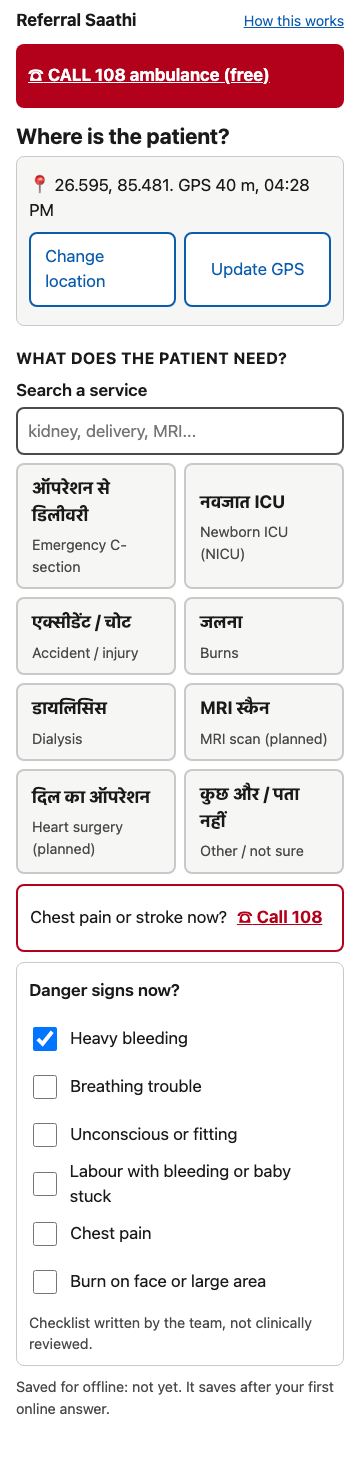 Referral Saathi
How this works
☎ CALL 108 ambulance (free)
Where is the patient?
📍 26.595, 85.481. GPS 40 m, 04:28
PM
Change
location
Update GPS
WHAT DOES THE PATIENT NEED?
Search a service
kidney, delivery, MRI...
ऑपरेशन से
डिलीवरी
Emergency C-
section
नवजात ICU
Newborn ICU
(NICU)
एक्सीडेंट / चोट
Accident / injury
जलना
Burns
डायलिसिस
Dialysis
MRI स्कैन
MRI scan (planned)
दिल का ऑपरेशन
Heart surgery
(planned)
कुछ और / पता
नहीं
Other / not sure
Chest pain or stroke now? ☎ Call 108
Danger signs now?
Heavy bleeding
Breathing trouble
Unconscious or fitting
Labour with bleeding or baby
stuck
Chest pain
Burn on face or large area
Checklist written by the team, not clinically
reviewed.
Saved for offline: not yet. It saves after your first
online answer.